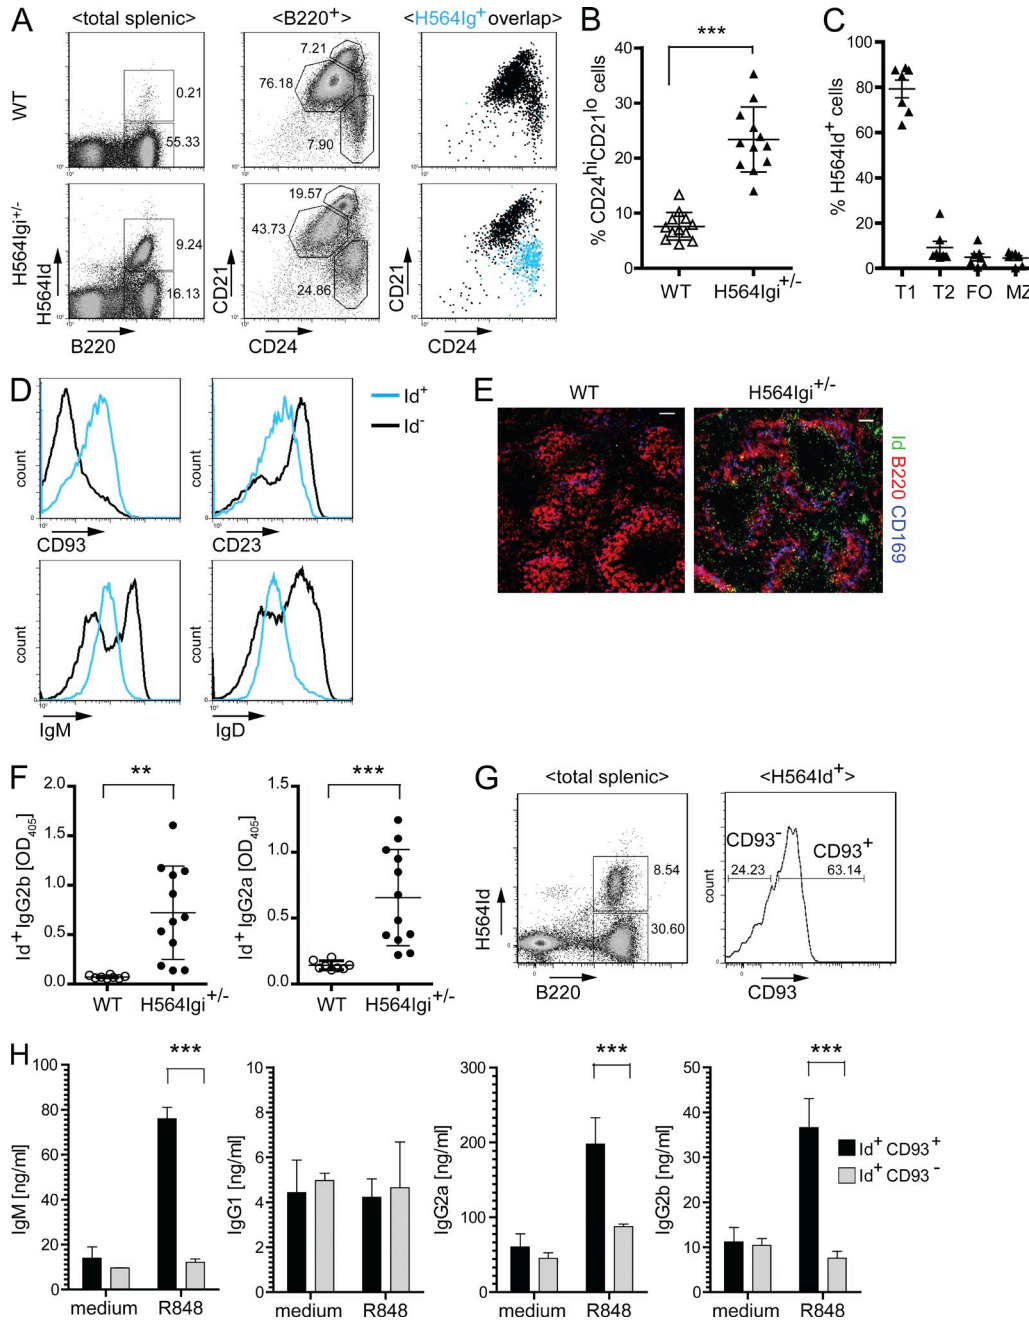 A
<total splenic>
<B220+>
<H564Ig+ overlap>
WT
0.21
55.33
7.21
76.18
7.90
H564Igi+/-
9.24
16.13
19.57
43.73
24.86
H564Id
B220
CD21
CD24
CD21
CD24
B
***
% CD24hiCD21lo cells
40
30
20
10
0
WT
H564Igi+/-
C
% H564Id+ cells
100
80
60
40
20
0
T1
T2
FO
MZ
D
Id+
Id-
count
CD93
count
CD23
count
IgM
count
IgD
E
WT
H564Igi+/-
Id B220 CD169
F
**
Id+ IgG2b [OD405]
2.0
1.5
1.0
0.5
0.0
WT
H564Igi+/-
***
Id+ IgG2a [OD405]
1.5
1.0
0.5
0.0
WT
H564Igi+/-
G
<total splenic>
<H564Id+>
8.54
30.60
H564Id
B220
CD93-
24.23
CD93+
63.14
count
CD93
H
***
IgM [ng/ml]
100
80
60
40
20
0
medium
R848
IgG1 [ng/ml]
10
8
6
4
2
0
medium
R848
***
IgG2a [ng/ml]
300
200
100
0
medium
R848
***
IgG2b [ng/ml]
50
40
30
20
10
0
medium
R848
Id+ CD93+
Id+ CD93-